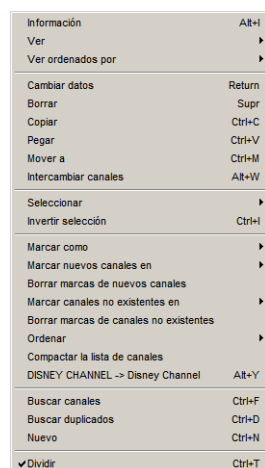 Información Alt+I
Ver
Ver ordenados por
Cambiar datos Return
Borrar Supr
Copiar Ctrl+C
Pegar Ctrl+V
Mover a Ctrl+M
Intercambiar canales Alt+W
Seleccionar
Invertir selección Ctrl+I
Marcar como
Marcar nuevos canales en
Borrar marcas de nuevos canales
Marcar canales no existentes en
Borrar marcas de canales no existentes
Ordenar
Compactar la lista de canales
DISNEY CHANNEL -> Disney Channel Alt+Y
Buscar canales Ctrl+F
Buscar duplicados Ctrl+D
Nuevo Ctrl+N
Dividir Ctrl+T